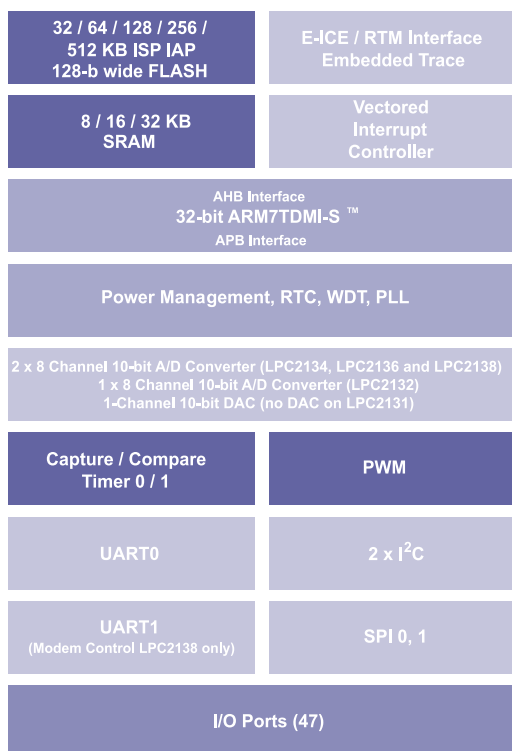 32 / 64 / 128 / 256 /
512 KB ISP IAP
128-b wide FLASH
E-ICE / RTM Interface
Embedded Trace
8 / 16 / 32 KB
SRAM
Vectored
Interrupt
Controller
AHB Interface
32-bit ARM7TDMI-S ™
APB Interface
Power Management, RTC, WDT, PLL
2 x 8 Channel 10-bit A/D Converter (LPC2134, LPC2136 and LPC2138)
1 x 8 Channel 10-bit A/D Converter (LPC2132)
1-Channel 10-bit DAC (no DAC on LPC2131)
Capture / Compare
Timer 0 / 1
PWM
UART0
2 x I²C
UART1
(Modem Control LPC2138 only)
SPI 0, 1
I/O Ports (47)